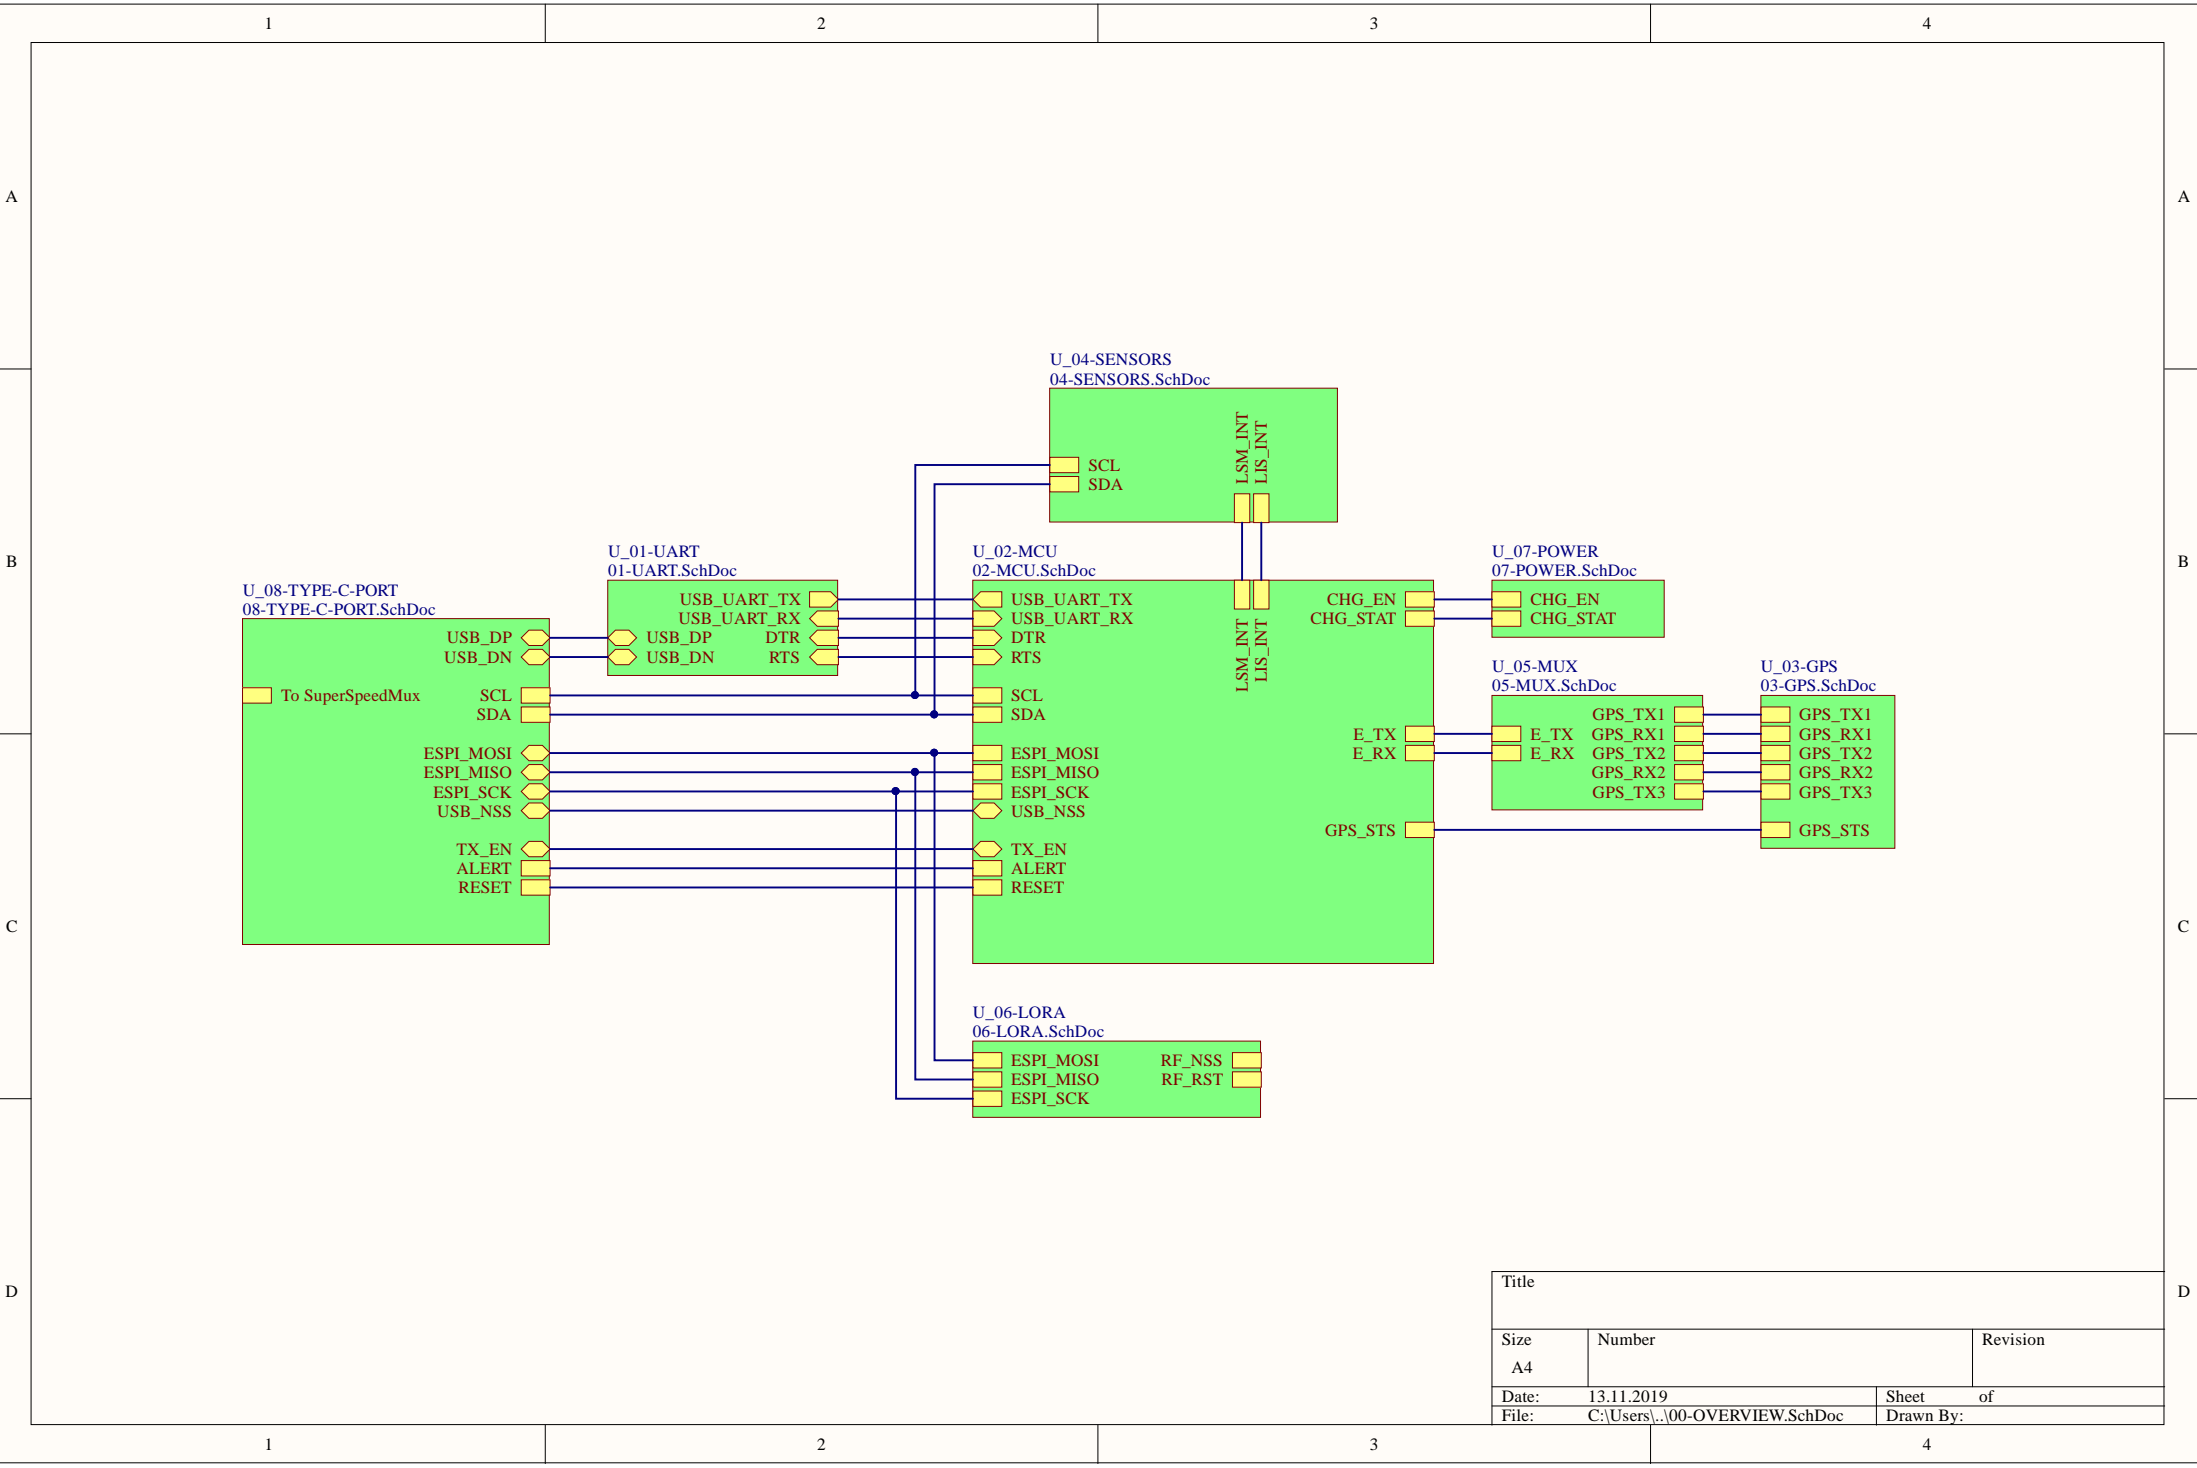 1 2 3 4
A A
B B
C C
D D
U_04-SENSORS
04-SENSORS.SchDoc
SCL
SDA
LSM_INT
LIS_INT
U_08-TYPE-C-PORT
08-TYPE-C-PORT.SchDoc
USB_DP
USB_DN
To SuperSpeedMux SCL
SDA
ESPI_MOSI
ESPI_MISO
ESPI_SCK
USB_NSS
TX_EN
ALERT
RESET
U_01-UART
01-UART.SchDoc
USB_UART_TX
USB_UART_RX
USB_DP DTR
USB_DN RTS
U_02-MCU
02-MCU.SchDoc
USB_UART_TX CHG_EN
USB_UART_RX CHG_STAT
DTR
RTS
LSM_INT
LIS_INT
SCL
SDA
E_TX
ESPI_MOSI E_RX
ESPI_MISO
ESPI_SCK
USB_NSS
GPS_STS
TX_EN
ALERT
RESET
U_07-POWER
07-POWER.SchDoc
CHG_EN
CHG_STAT
U_05-MUX
05-MUX.SchDoc
GPS_TX1
E_TX GPS_RX1
E_RX GPS_TX2
GPS_RX2
GPS_TX3
U_03-GPS
03-GPS.SchDoc
GPS_TX1
GPS_RX1
GPS_TX2
GPS_RX2
GPS_TX3
GPS_STS
U_06-LORA
06-LORA.SchDoc
ESPI_MOSI RF_NSS
ESPI_MISO RF_RST
ESPI_SCK
Title
Size Number Revision
A4
Date: 13.11.2019 Sheet of
File: C:\Users\..\00-OVERVIEW.SchDoc Drawn By:
1 2 3 4